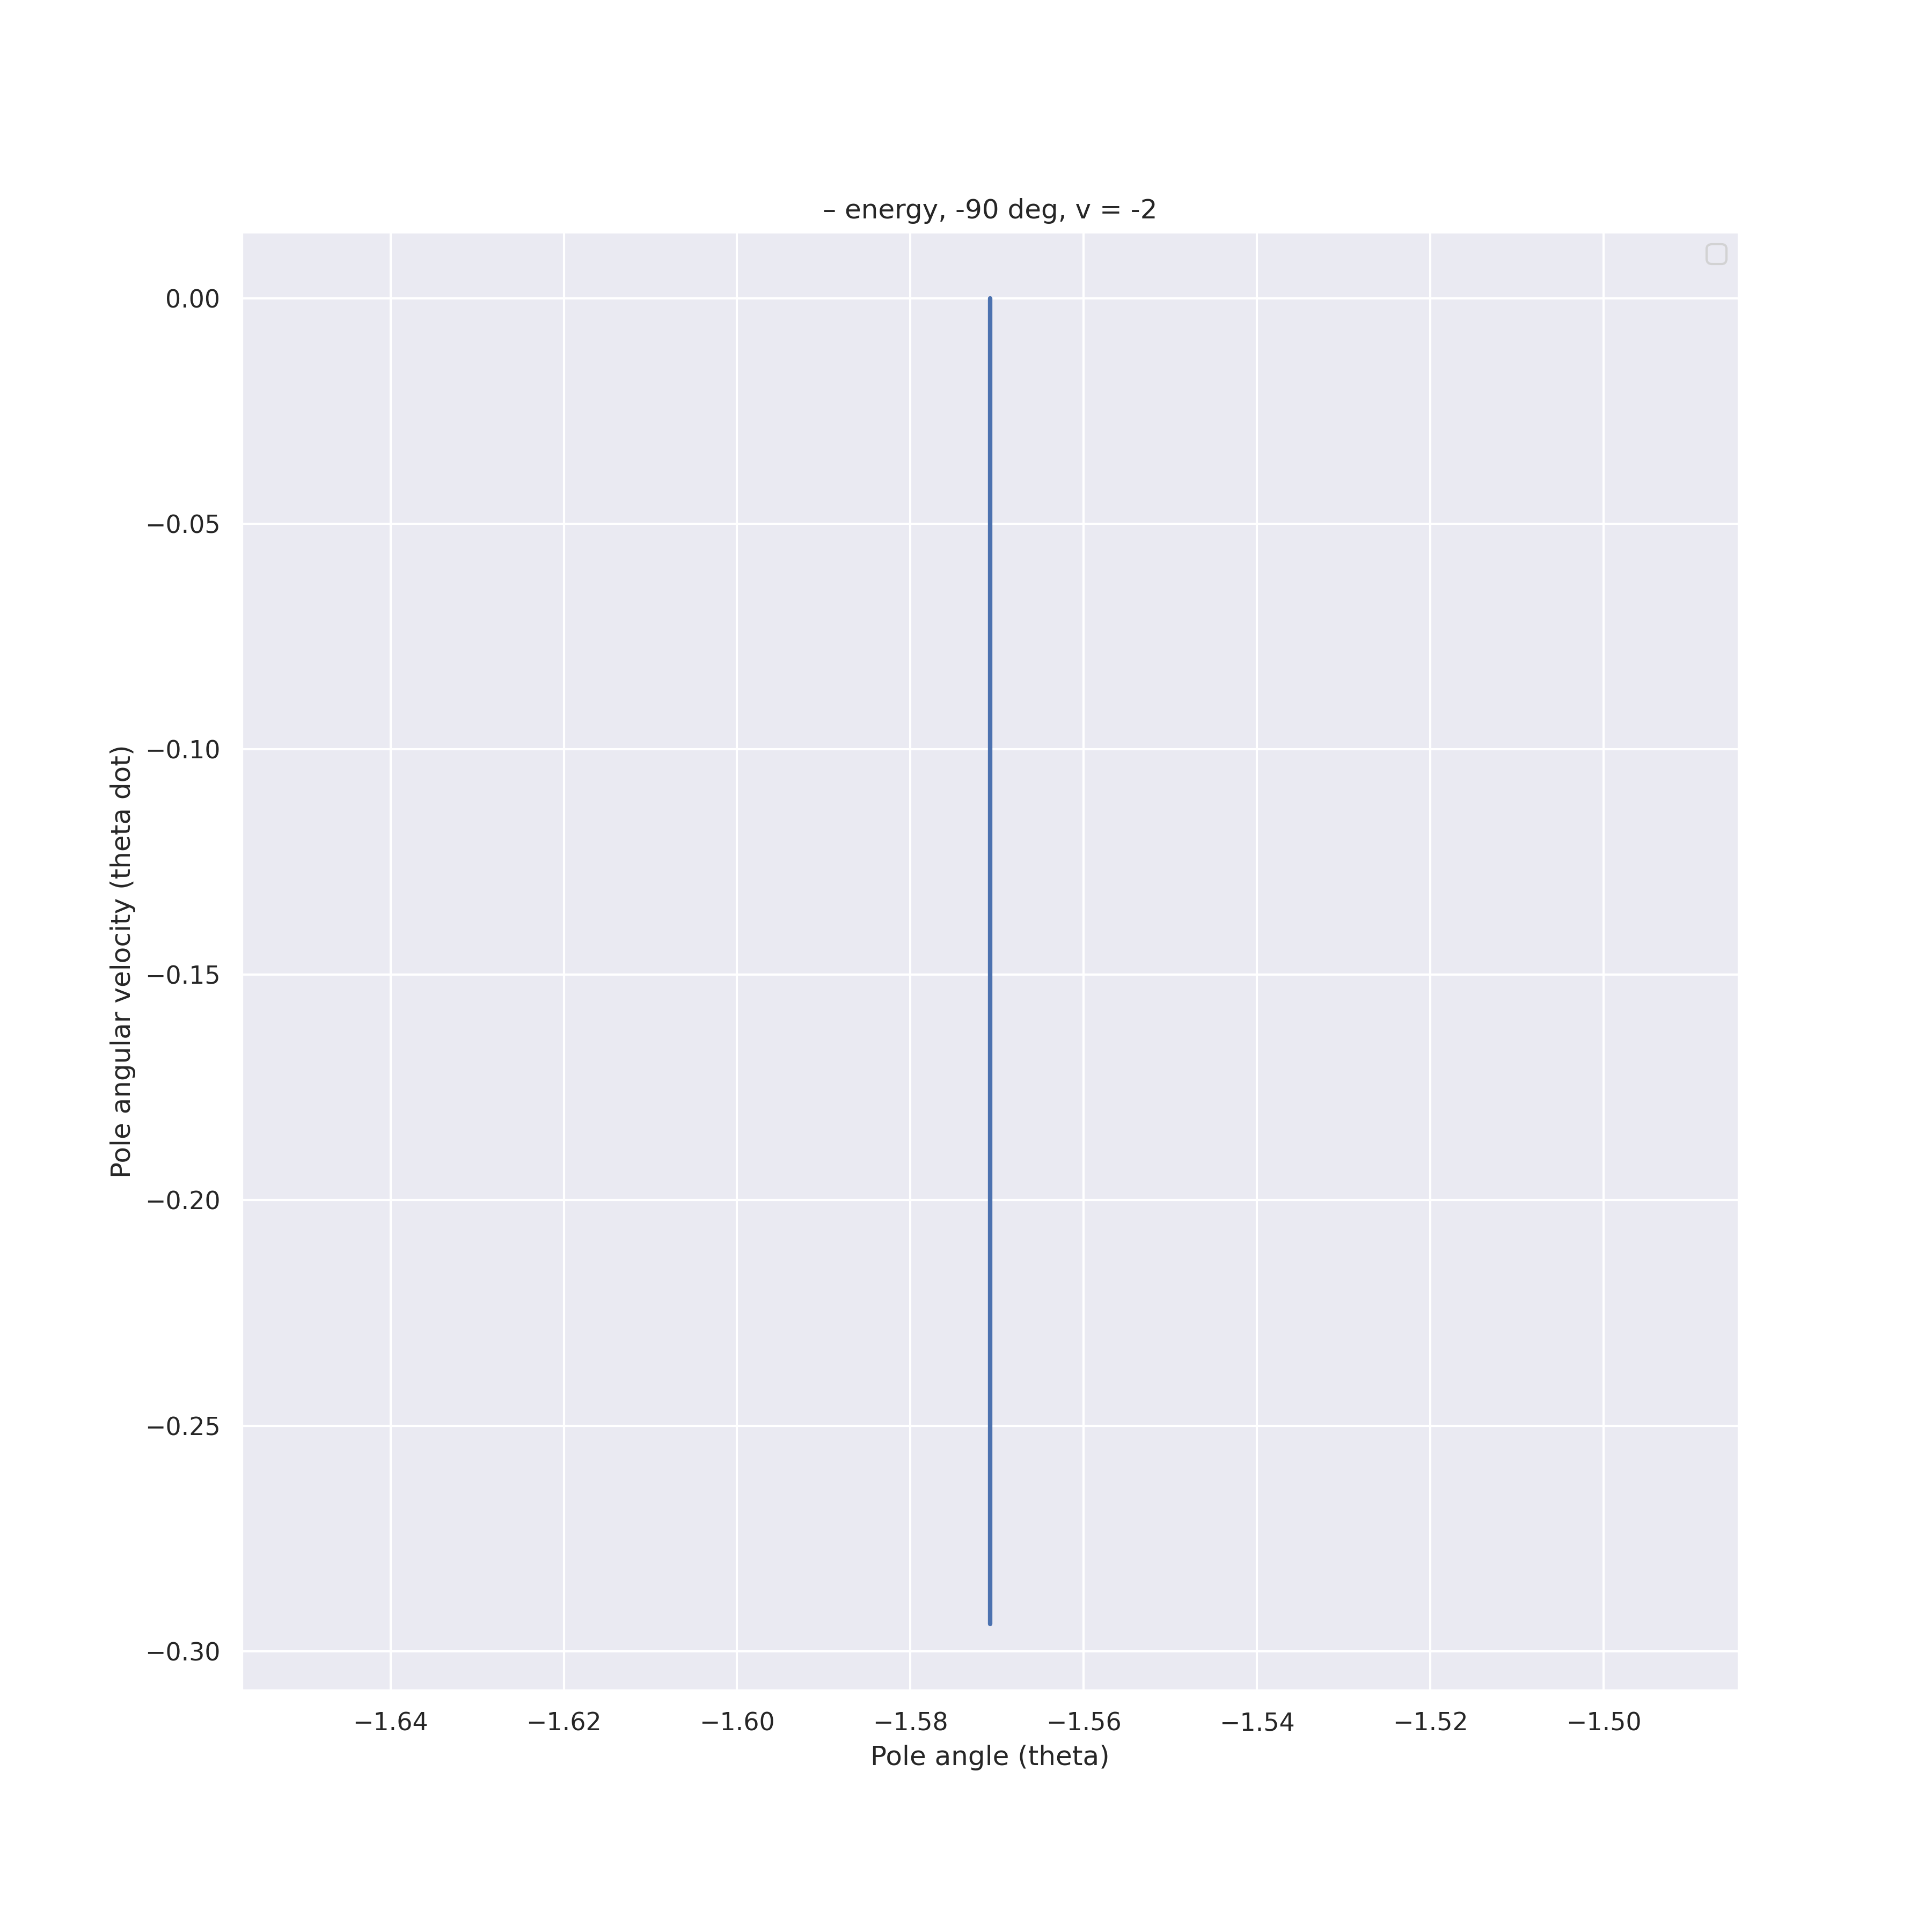 – energy, -90 deg, v = -2
0.00
−0.05
−0.10
−0.15
−0.20
−0.25
−0.30
Pole angular velocity (theta dot)
−1.64 −1.62 −1.60 −1.58 −1.56 −1.54 −1.52 −1.50
Pole angle (theta)